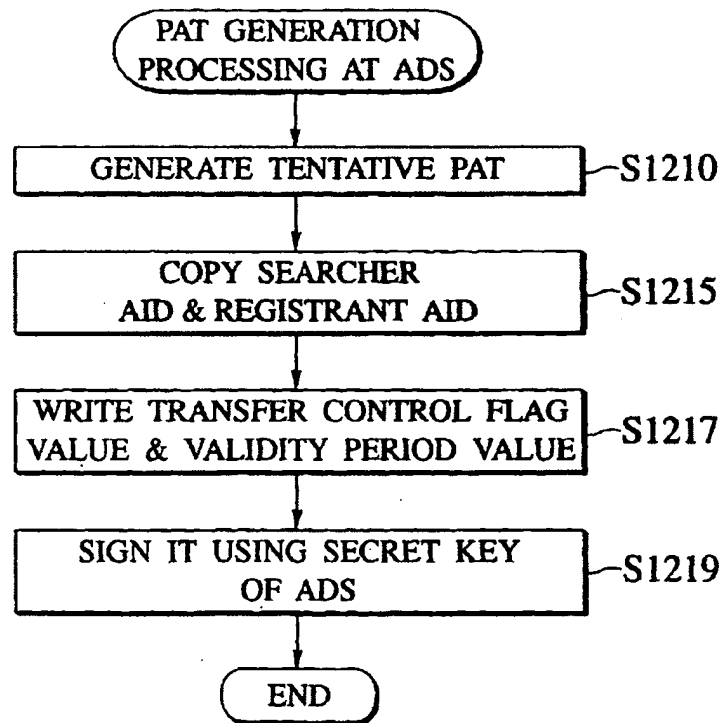 PAT GENERATION
PROCESSING AT ADS
GENERATE TENTATIVE PAT
S1210
COPY SEARCHER
AID & REGISTRANT AID
S1215
WRITE TRANSFER CONTROL FLAG
VALUE & VALIDITY PERIOD VALUE
S1217
SIGN IT USING SECRET KEY
OF ADS
S1219
END